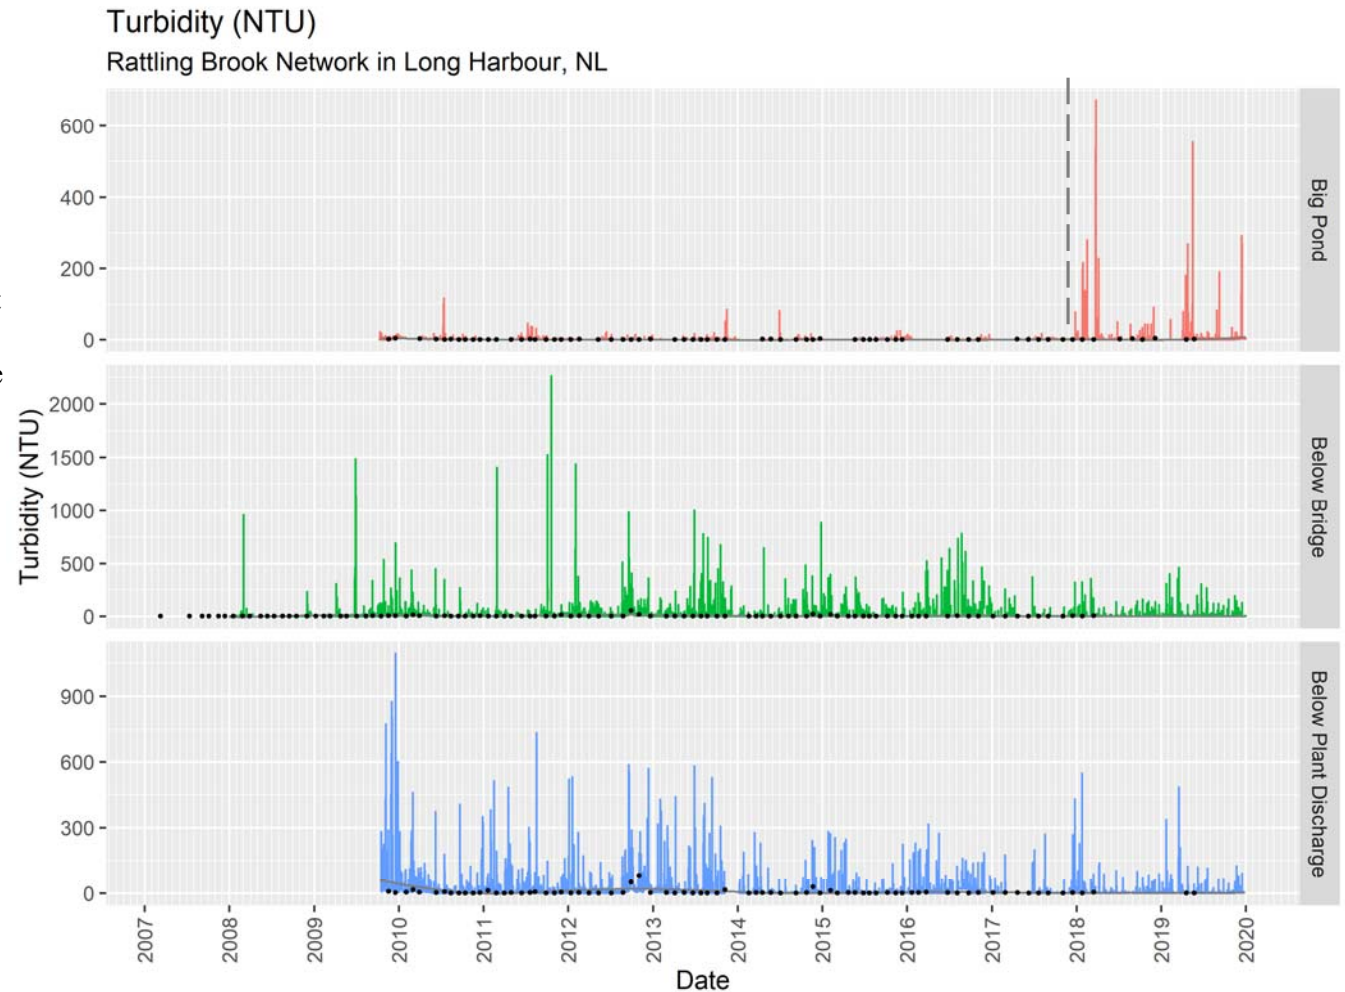 Turbidity (NTU)
Rattling Brook Network in Long Harbour, NL
Turbidity (NTU)
600
400
200
0
Big Pond
2000
1500
1000
500
0
Below Bridge
900
600
300
0
Below Plant Discharge
2007 2008 2009 2010 2011 2012 2013 2014 2015 2016 2017 2018 2019 2020
Date